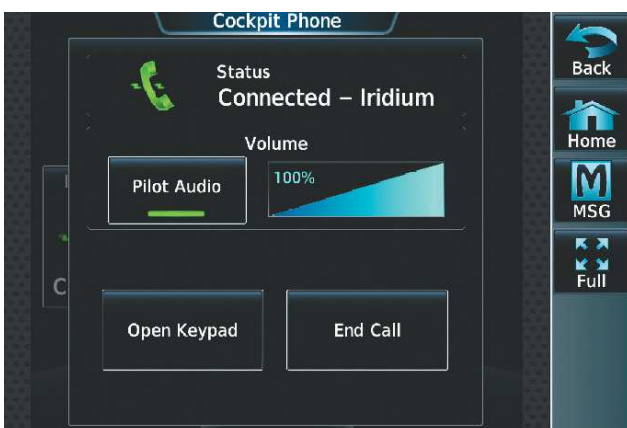 Cockpit Phone
Status
Connected – Iridium
Volume
Pilot Audio
100%
Open Keypad
End Call
Back
Home
MSG
Full